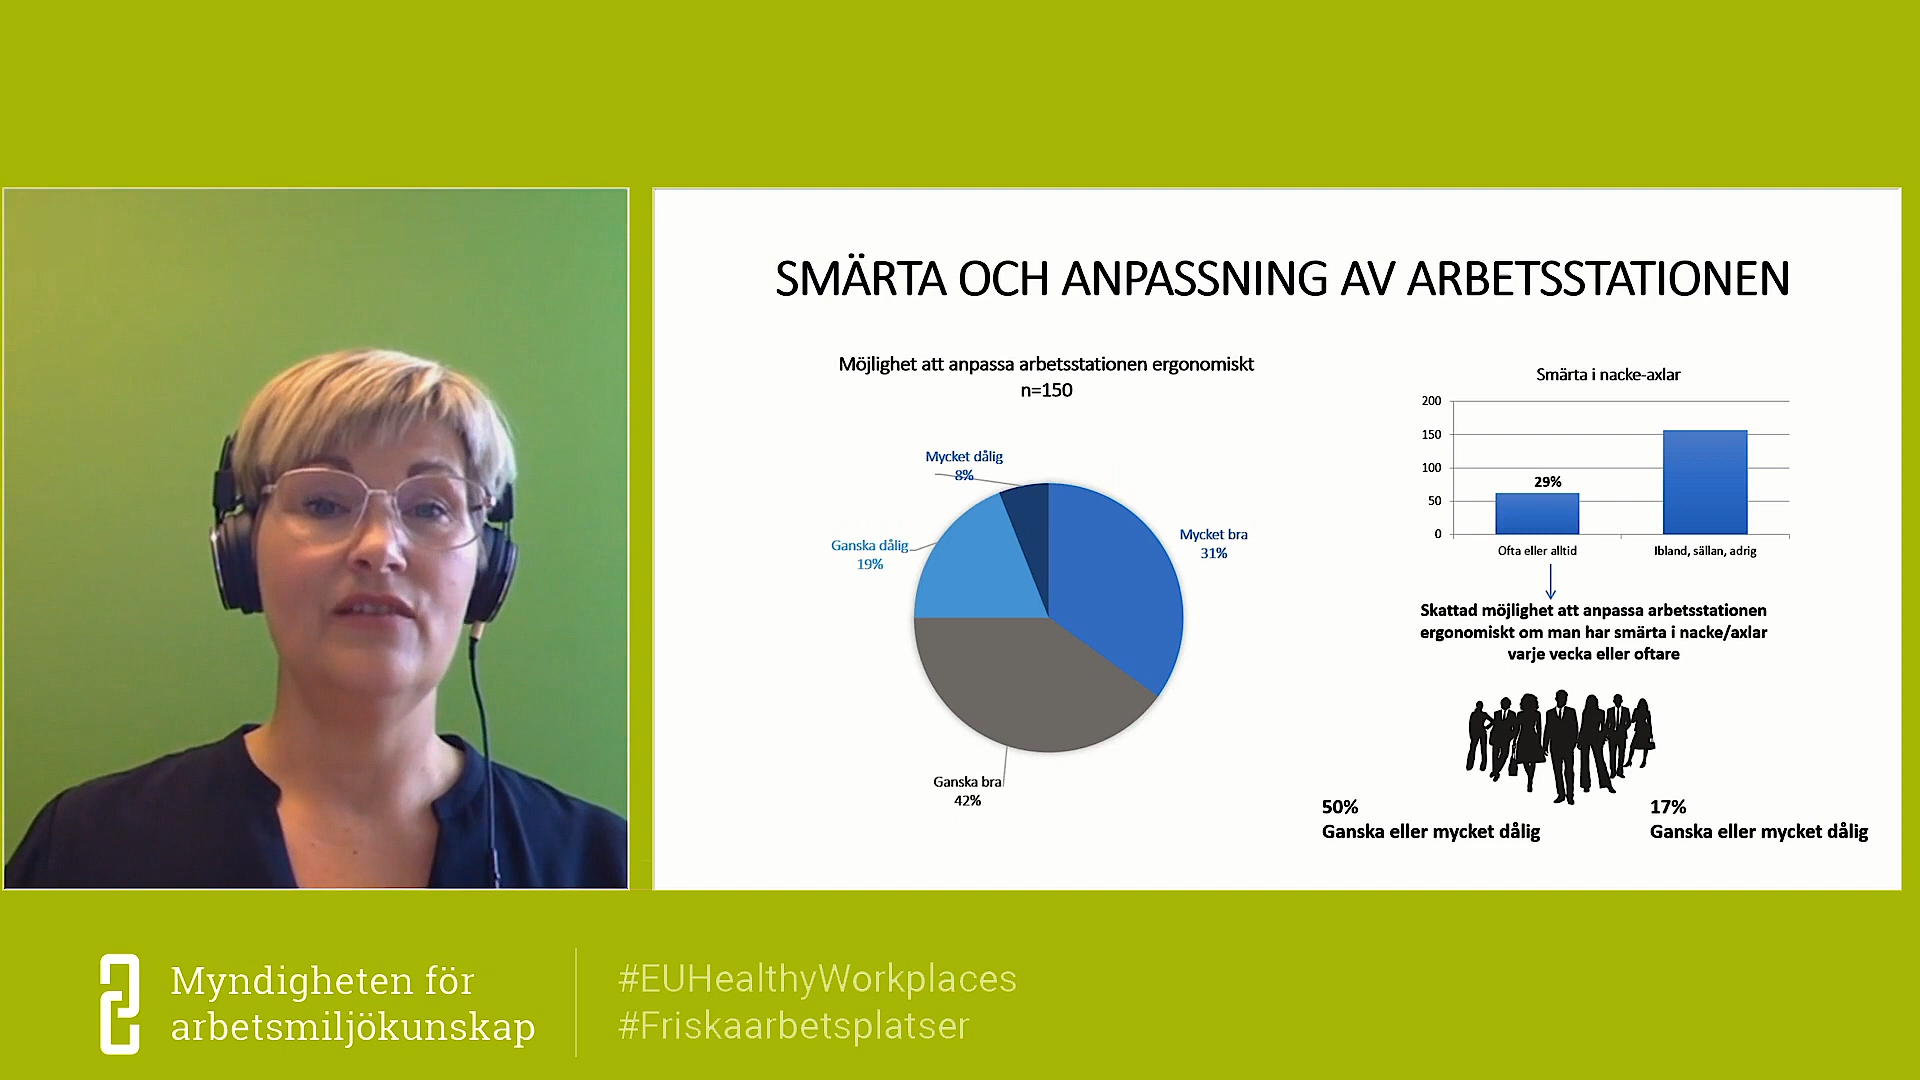 SMÄRTA OCH ANPASSNING AV ARBETSSTATIONEN
Möjlighet att anpassa arbetsstationen ergonomiskt
n=150
Mycket dålig
8%
Ganska dålig
19%
Mycket bra
31%
Ganska bra
42%
Smärta i nacke-axlar
200
150
100
50
0
29%
Ofta eller alltid
Ibland, sällan, adrig
Skattad möjlighet att anpassa arbetsstationen
ergonomiskt om man har smärta i nacke/axlar
varje vecka eller oftare
50%
Ganska eller mycket dålig
17%
Ganska eller mycket dålig
Myndigheten för
arbetsmiljökunskap
#EUHealthyWorkplaces
#Friskaarbetsplatser